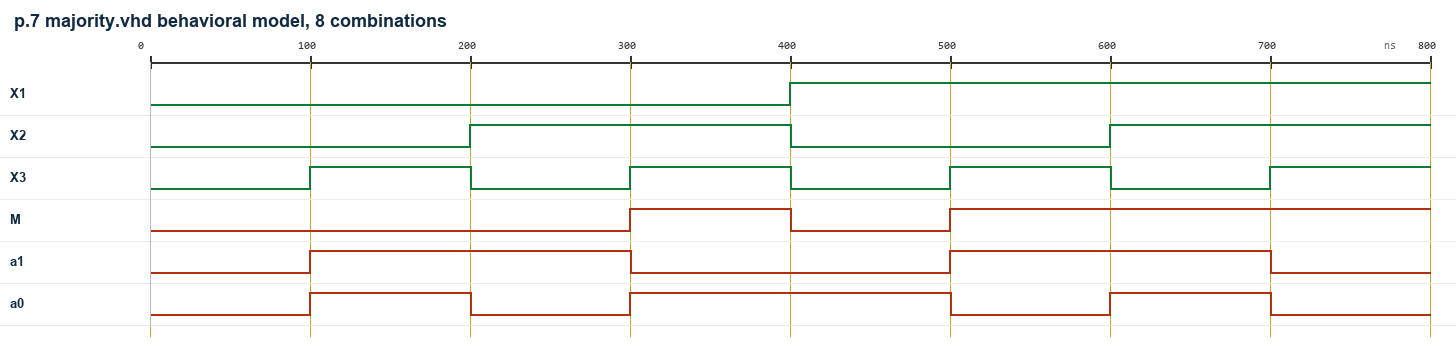 p.7 majority.vhd behavioral model, 8 combinations
0 100 200 300 400 500 600 700 ns 800
X1
X2
X3
M
a1
a0